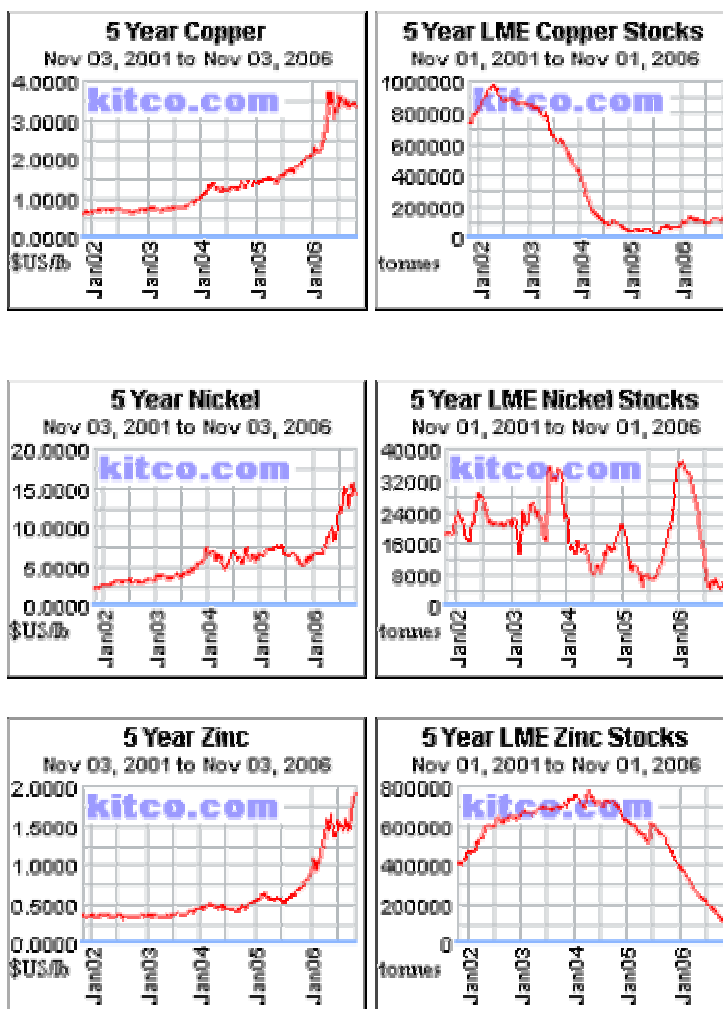 5 Year Copper
Nov 03, 2001 to Nov 03, 2006
kitco.com
4.0000
3.0000
2.0000
1.0000
0.0000
$US/lb
Jan02
Jan03
Jan04
Jan05
Jan06
5 Year LME Copper Stocks
Nov 01, 2001 to Nov 01, 2006
kitco.com
1000000
800000
600000
400000
200000
0
tonnes
Jan02
Jan03
Jan04
Jan05
Jan06
5 Year Nickel
Nov 03, 2001 to Nov 03, 2006
kitco.com
20.0000
15.0000
10.0000
5.0000
0.0000
$US/lb
Jan02
Jan03
Jan04
Jan05
Jan06
5 Year LME Nickel Stocks
Nov 01, 2001 to Nov 01, 2006
kitco.com
40000
32000
24000
16000
8000
0
tonnes
Jan02
Jan03
Jan04
Jan05
Jan06
5 Year Zinc
Nov 03, 2001 to Nov 03, 2006
kitco.com
2.0000
1.5000
1.0000
0.5000
0.0000
$US/lb
Jan02
Jan03
Jan04
Jan05
Jan06
5 Year LME Zinc Stocks
Nov 01, 2001 to Nov 01, 2006
kitco.com
800000
600000
400000
200000
0
tonnes
Jan02
Jan03
Jan04
Jan05
Jan06